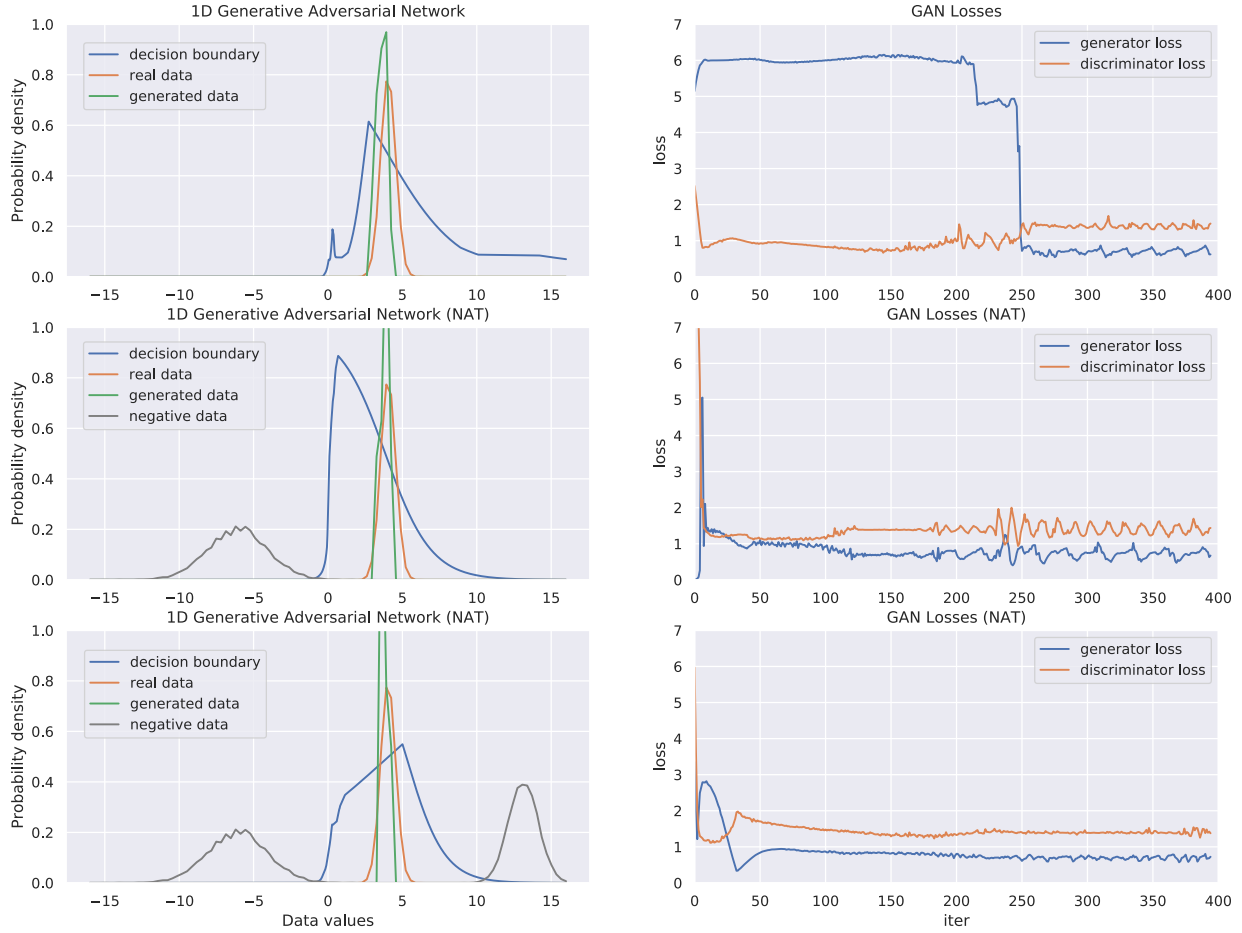 1D Generative Adversarial Network
Probability density
1.0
0.8
0.6
0.4
0.2
0.0
decision boundary
real data
generated data
−15 −10 −5 0 5 10 15
GAN Losses
loss
7
6
5
4
3
2
1
0
generator loss
discriminator loss
0 50 100 150 200 250 300 350 400
1D Generative Adversarial Network (NAT)
Probability density
1.0
0.8
0.6
0.4
0.2
0.0
decision boundary
real data
generated data
negative data
−15 −10 −5 0 5 10 15
GAN Losses (NAT)
loss
7
6
5
4
3
2
1
0
generator loss
discriminator loss
0 50 100 150 200 250 300 350 400
1D Generative Adversarial Network (NAT)
Probability density
1.0
0.8
0.6
0.4
0.2
0.0
decision boundary
real data
generated data
negative data
−15 −10 −5 0 5 10 15
Data values
GAN Losses (NAT)
loss
7
6
5
4
3
2
1
0
generator loss
discriminator loss
0 50 100 150 200 250 300 350 400
iter